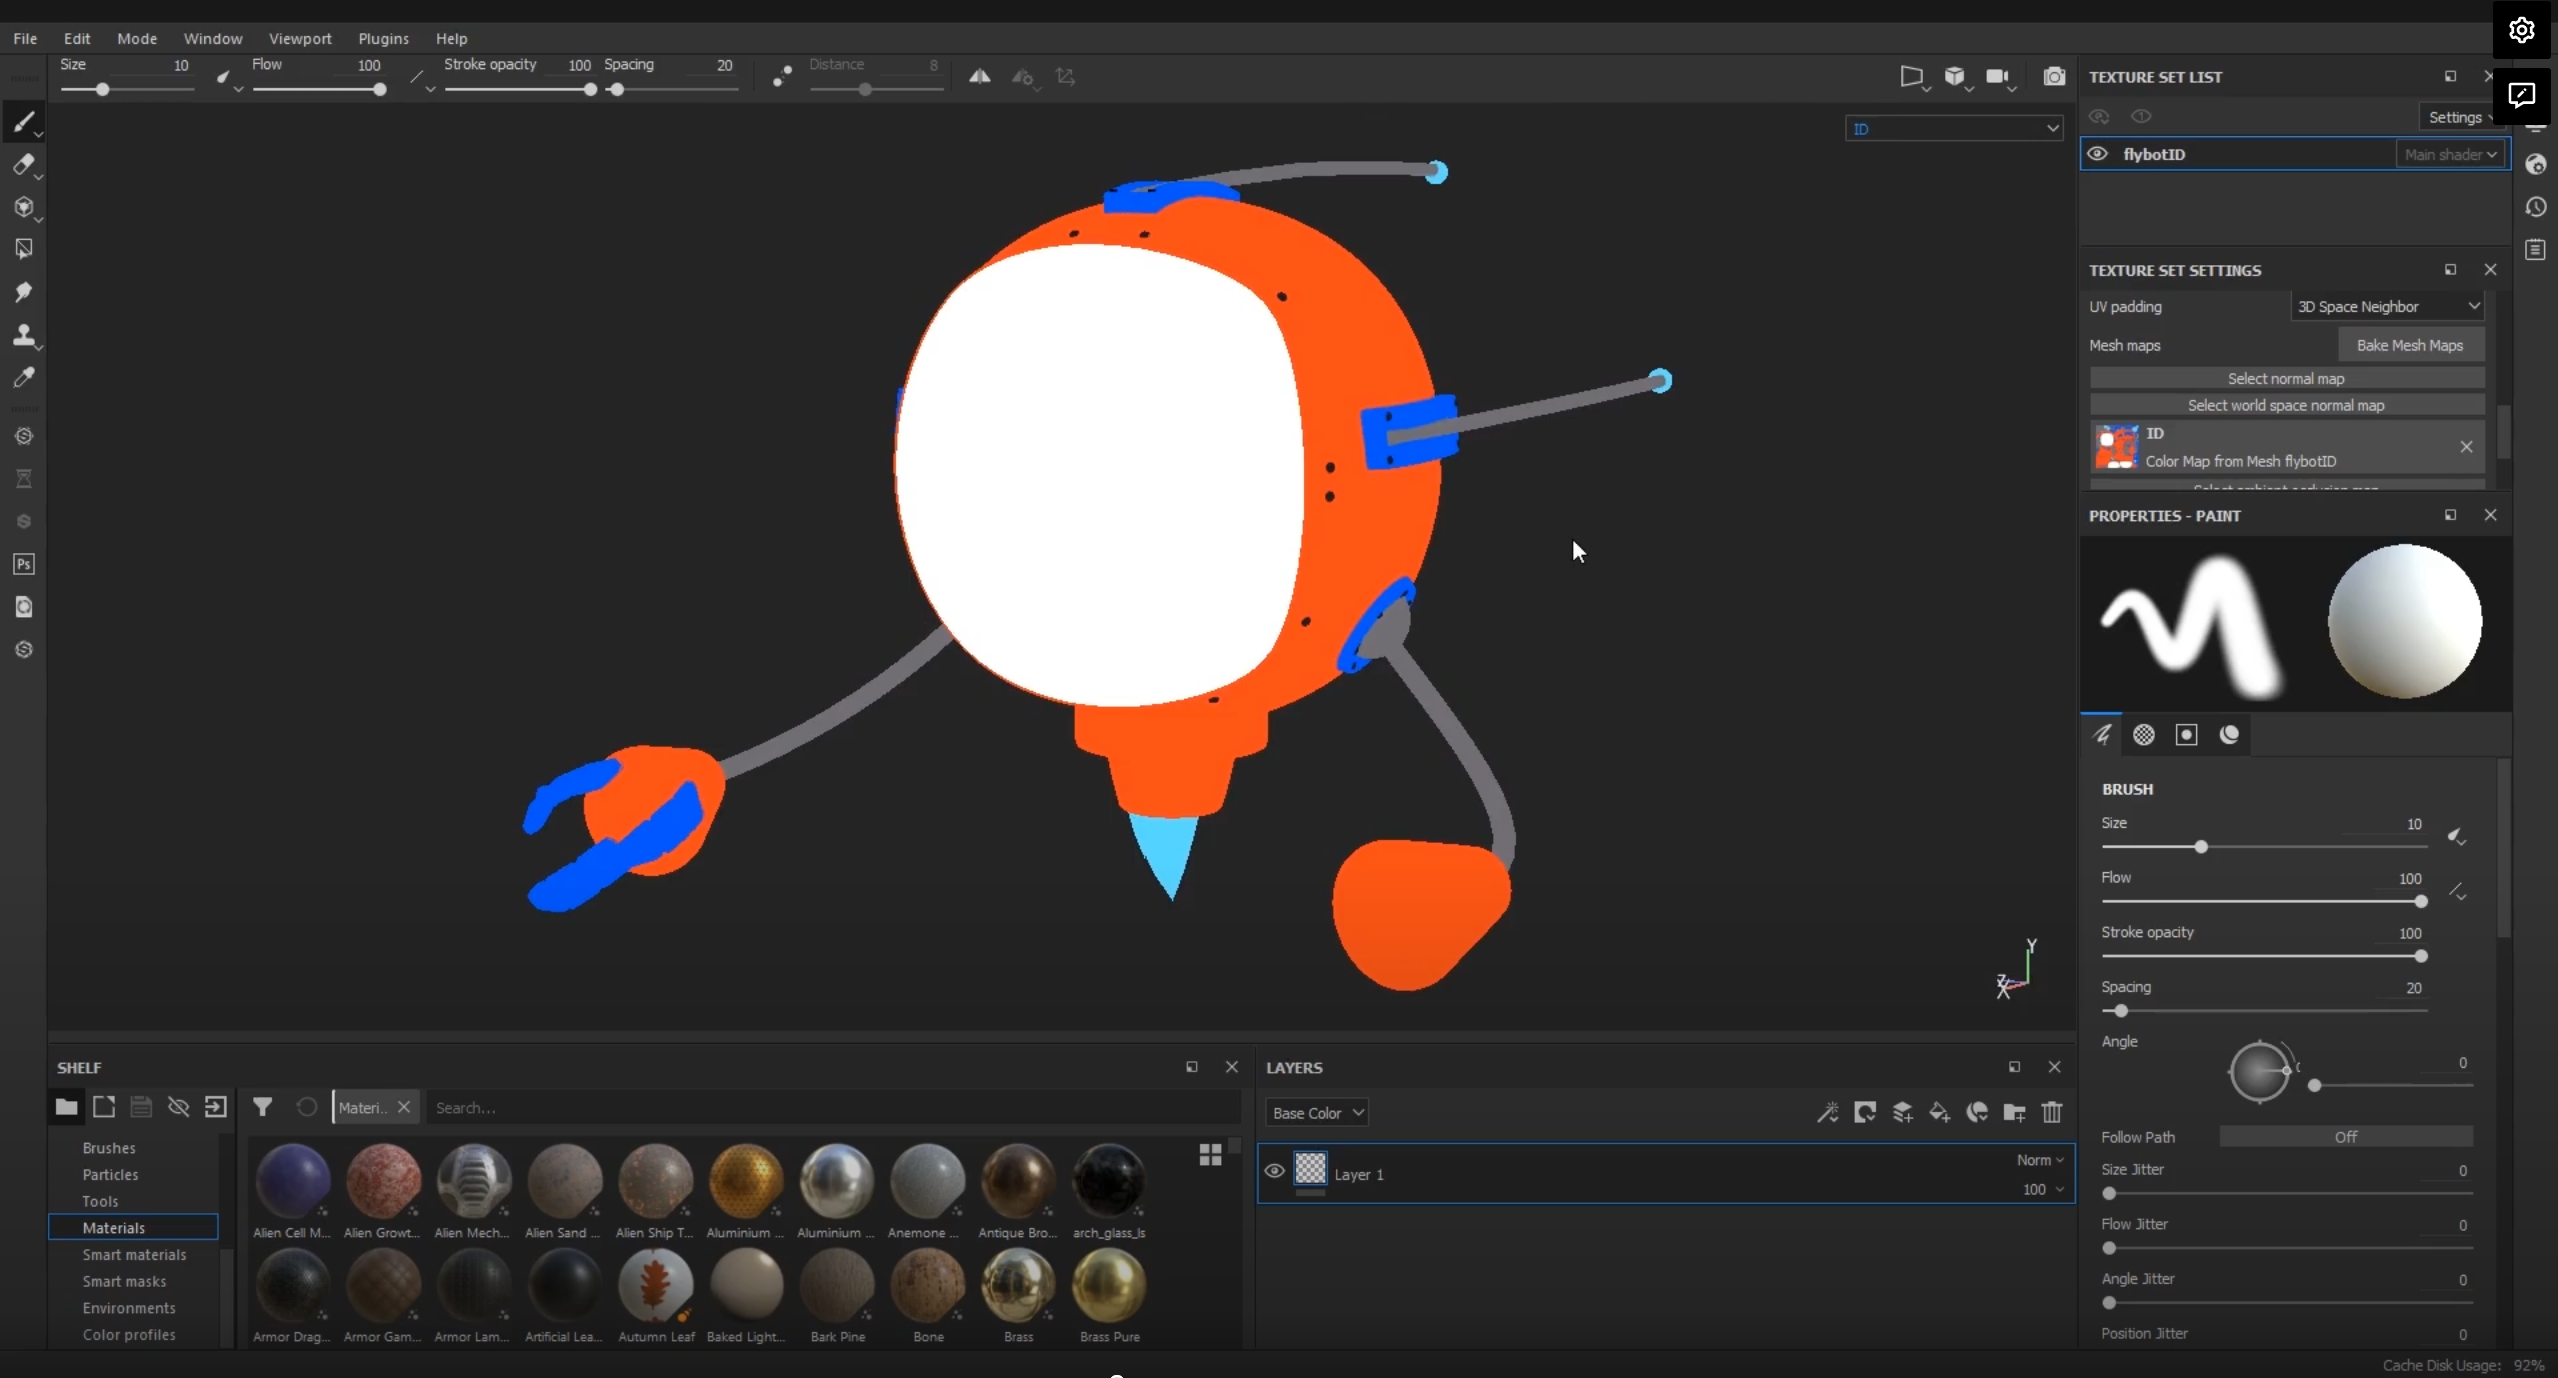 File Edit Mode Window Viewport Plugins Help
Size 10 Flow 100 Stroke opacity 100 Spacing 20 Distance 8
ID
TEXTURE SET LIST
Settings
flybotID Main shader
TEXTURE SET SETTINGS
UV padding 3D Space Neighbor
Mesh maps Bake Mesh Maps
Select normal map
Select world space normal map
ID
Color Map from Mesh flybotID
Select ambient occlusion map
PROPERTIES - PAINT
BRUSH
Size 10
Flow 100
Stroke opacity 100
Spacing 20
Angle 0
Follow Path Off
Size Jitter 0
Flow Jitter 0
Angle Jitter 0
Position Jitter 0
Ps
Y
Z
X
SHELF
Materi.. Search...
Brushes
Particles
Tools
Materials
Smart materials
Smart masks
Environments
Color profiles
Alien Cell M... Alien Growt... Alien Mech... Alien Sand ... Alien Ship T... Aluminium ... Aluminium ... Anemone ... Antique Bro... arch_glass_ls
Armor Drag... Armor Gam... Armor Lam... Artificial Lea... Autumn Leaf Baked Light... Bark Pine Bone Brass Brass Pure
LAYERS
Base Color
Layer 1 Norm
100
Cache Disk Usage: 92%